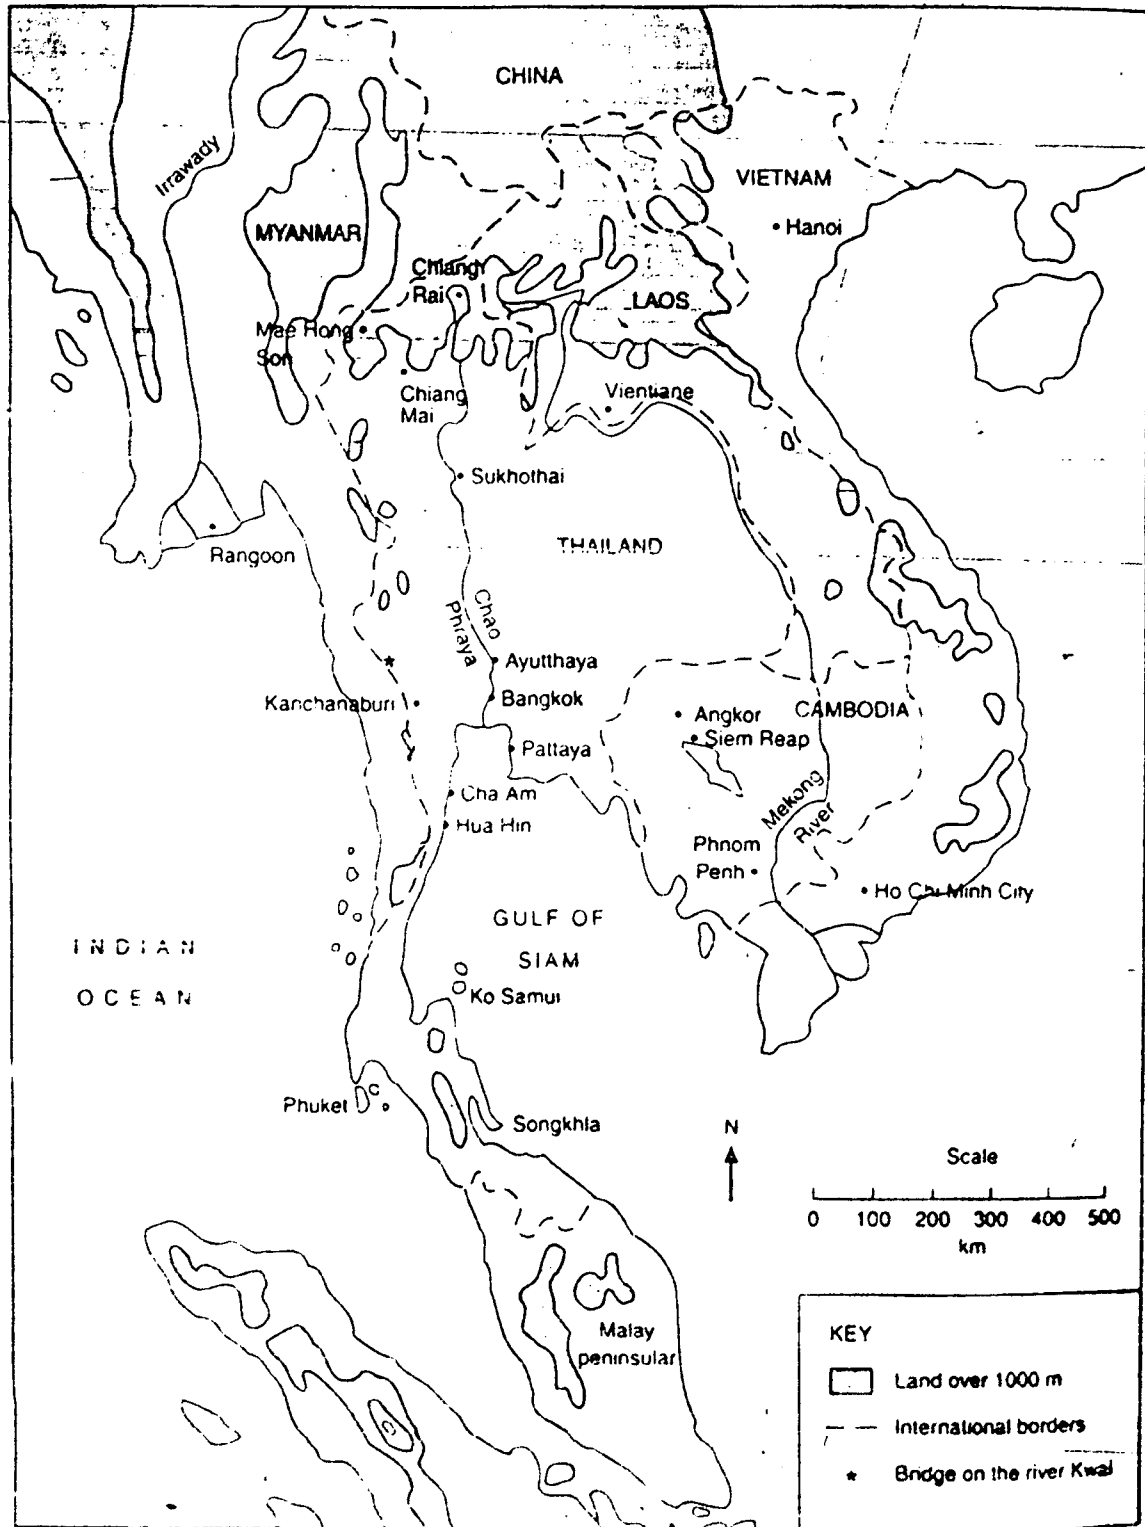 CHINA
Irrawady
VIETNAM
MYANMAR
Hanoi
Chiang
Rai
LAOS
Mae Hong
Son
Chiang
Mai
Vientiane
Sukhothai
THAILAND
Rangoon
Chao
Phraya
Ayutthaya
Kanchanaburi
Bangkok
Angkor
CAMBODIA
Siem Reap
Pattaya
Cha Am
Hua Hin
Mekong
River
Phnom
Penh
Ho Chi Minh City
GULF OF
SIAM
INDIAN
OCEAN
Ko Samui
Phuket
Songkhla
N
Scale
0 100 200 300 400 500
km
Malay
peninsular
KEY
Land over 1000 m
International borders
Bridge on the river Kwai